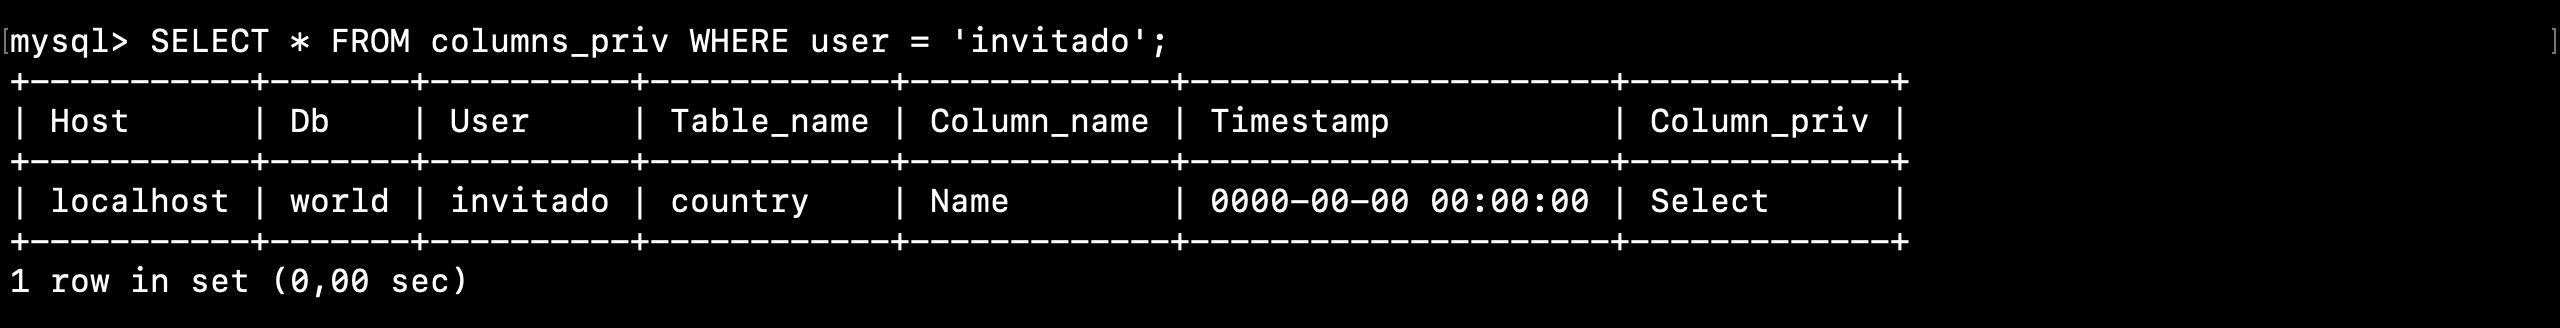 [mysql> SELECT * FROM columns_priv WHERE user = 'invitado';                    ]
+-----------+-------+----------+------------+-------------+---------------------+-------------+
| Host      | Db    | User     | Table_name | Column_name | Timestamp           | Column_priv |
+-----------+-------+----------+------------+-------------+---------------------+-------------+
| localhost | world | invitado | country    | Name        | 0000-00-00 00:00:00 | Select      |
+-----------+-------+----------+------------+-------------+---------------------+-------------+
1 row in set (0,00 sec)